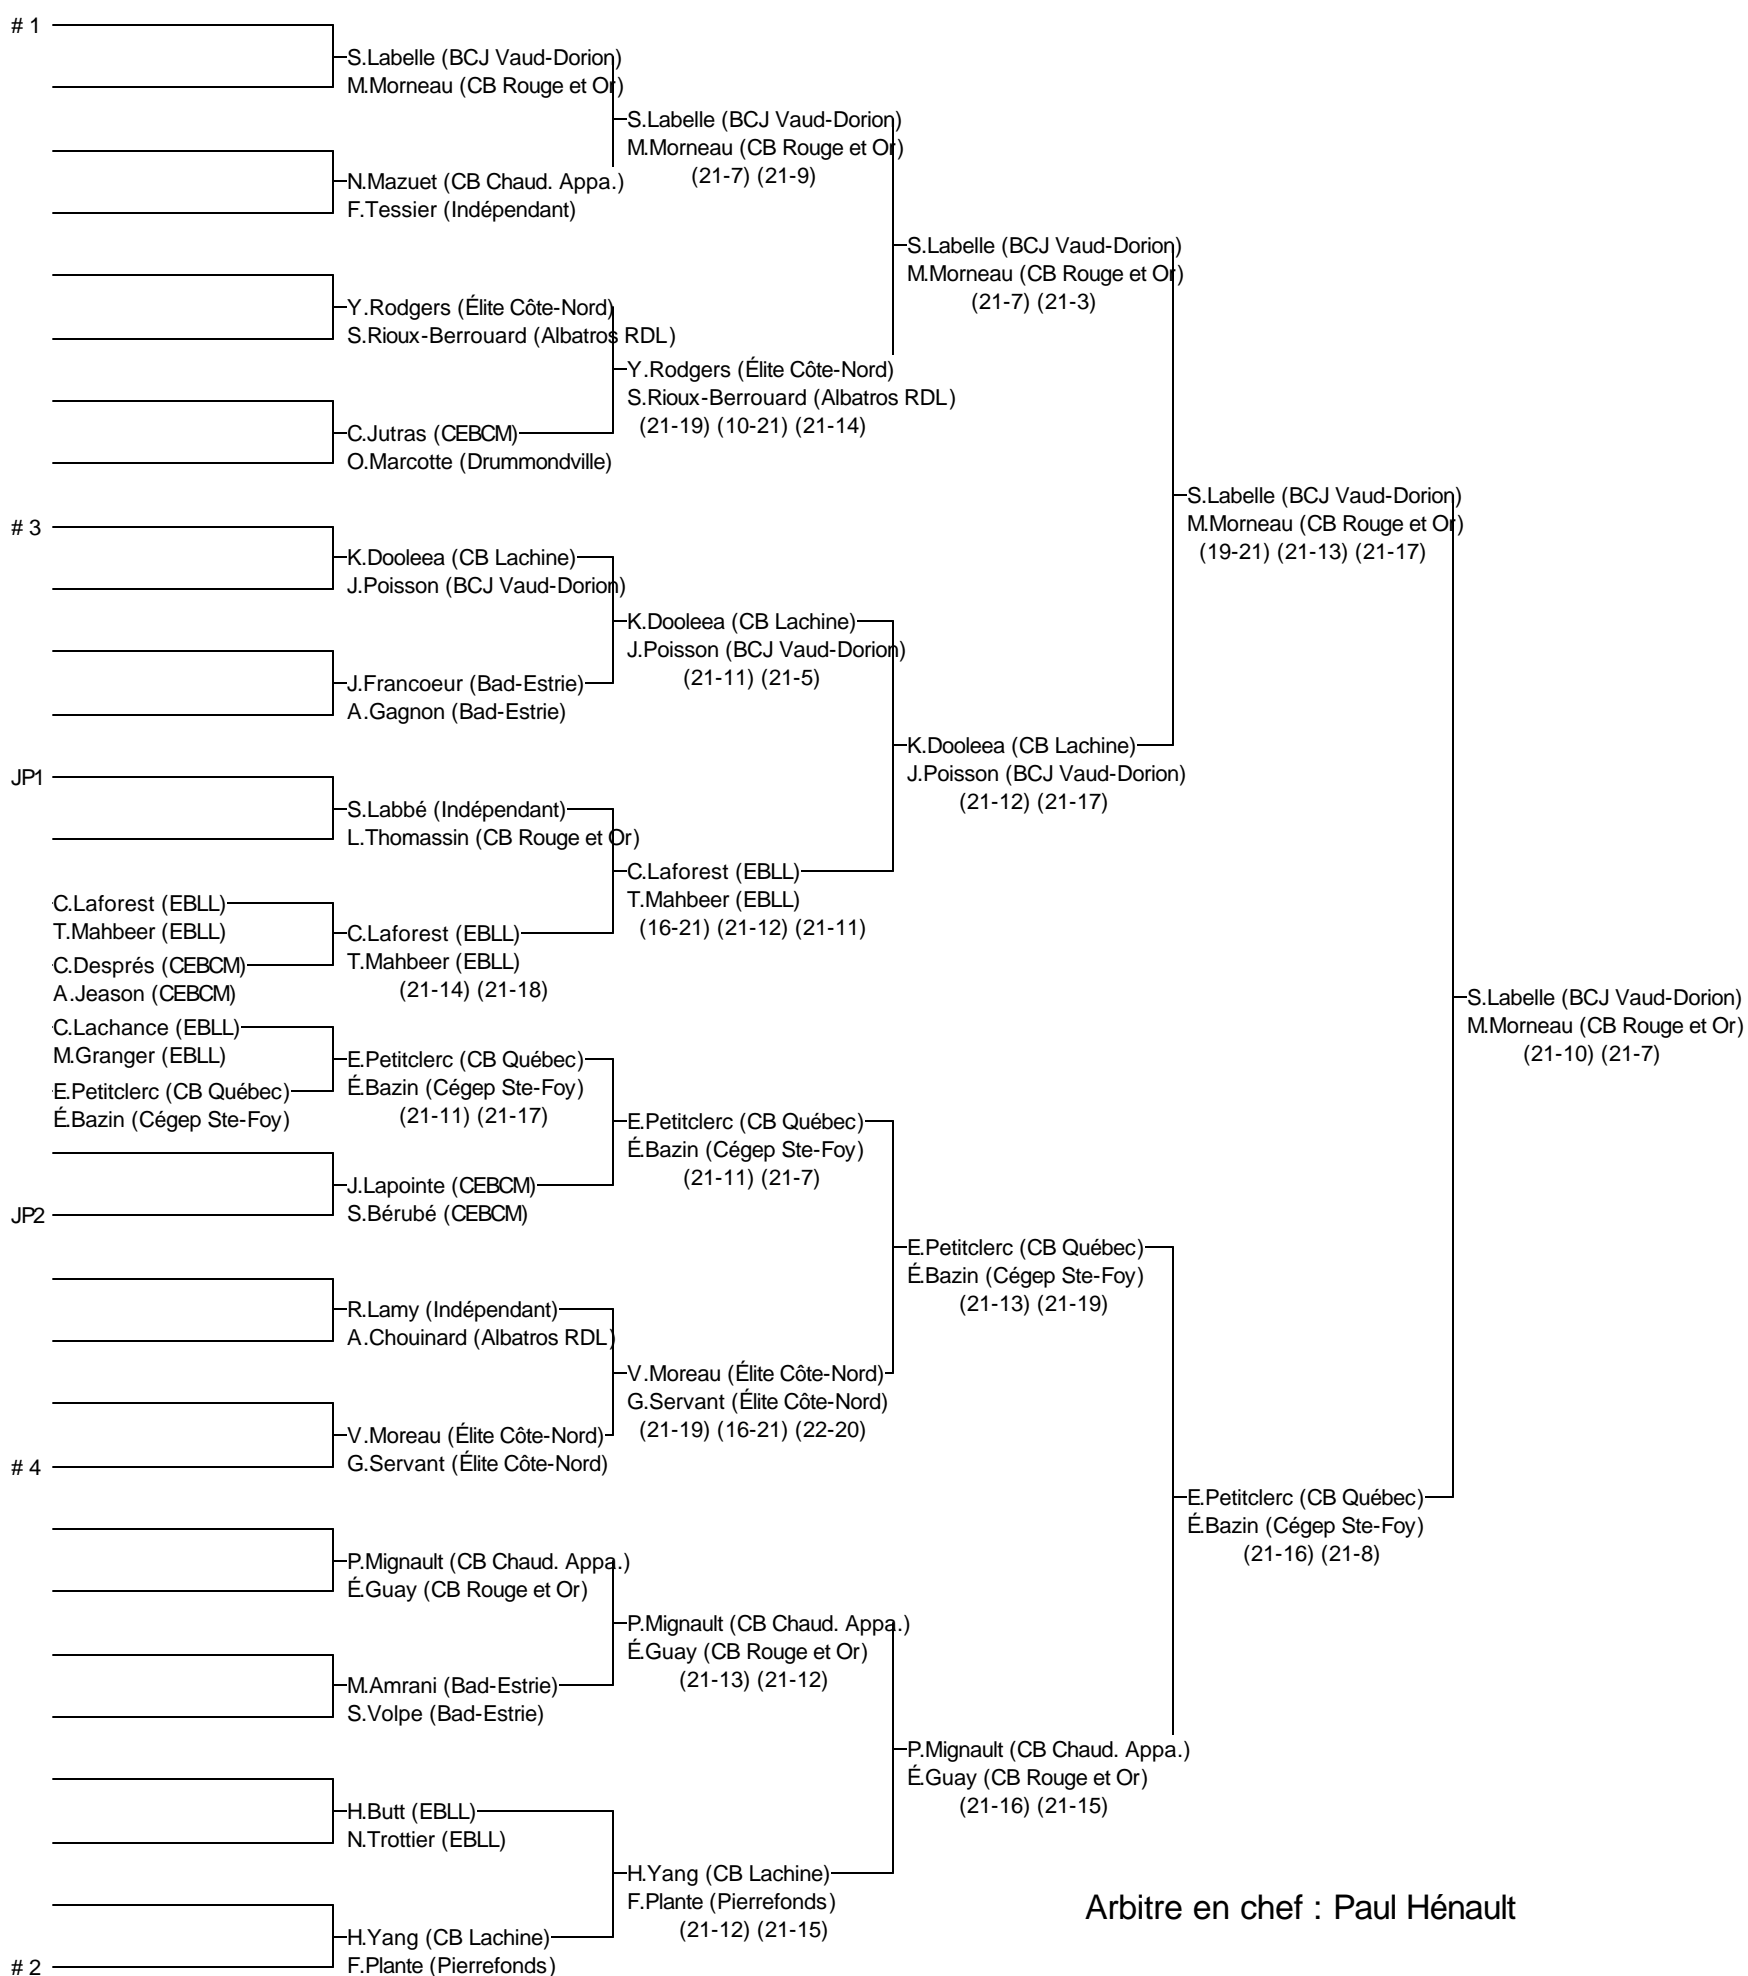 # 1
S.Labelle (BCJ Vaud-Dorion)
M.Morneau (CB Rouge et Or)
S.Labelle (BCJ Vaud-Dorion)
M.Morneau (CB Rouge et Or)
(21-7) (21-9)
N.Mazuet (CB Chaud. Appa.)
F.Tessier (Indépendant)
S.Labelle (BCJ Vaud-Dorion)
M.Morneau (CB Rouge et Or)
(21-7) (21-3)
Y.Rodgers (Élite Côte-Nord)
S.Rioux-Berrouard (Albatros RDL)
Y.Rodgers (Élite Côte-Nord)
S.Rioux-Berrouard (Albatros RDL)
(21-19) (10-21) (21-14)
C.Jutras (CEBCM)
O.Marcotte (Drummondville)
S.Labelle (BCJ Vaud-Dorion)
M.Morneau (CB Rouge et Or)
(19-21) (21-13) (21-17)
# 3
K.Dooleea (CB Lachine)
J.Poisson (BCJ Vaud-Dorion)
K.Dooleea (CB Lachine)
J.Poisson (BCJ Vaud-Dorion)
(21-11) (21-5)
J.Francoeur (Bad-Estrie)
A.Gagnon (Bad-Estrie)
K.Dooleea (CB Lachine)
J.Poisson (BCJ Vaud-Dorion)
(21-12) (21-17)
JP1
S.Labbé (Indépendant)
L.Thomassin (CB Rouge et Or)
C.Laforest (EBLL)
T.Mahbeer (EBLL)
(16-21) (21-12) (21-11)
C.Laforest (EBLL)
T.Mahbeer (EBLL)
C.Laforest (EBLL)
T.Mahbeer (EBLL)
(21-14) (21-18)
C.Després (CEBCM)
A.Jeason (CEBCM)
S.Labelle (BCJ Vaud-Dorion)
M.Morneau (CB Rouge et Or)
(21-10) (21-7)
C.Lachance (EBLL)
M.Granger (EBLL)
E.Petitclerc (CB Québec)
É.Bazin (Cégep Ste-Foy)
(21-11) (21-17)
E.Petitclerc (CB Québec)
É.Bazin (Cégep Ste-Foy)
E.Petitclerc (CB Québec)
É.Bazin (Cégep Ste-Foy)
(21-11) (21-7)
J.Lapointe (CEBCM)
S.Bérubé (CEBCM)
JP2
E.Petitclerc (CB Québec)
É.Bazin (Cégep Ste-Foy)
(21-13) (21-19)
R.Lamy (Indépendant)
A.Chouinard (Albatros RDL)
V.Moreau (Élite Côte-Nord)
G.Servant (Élite Côte-Nord)
(21-19) (16-21) (22-20)
V.Moreau (Élite Côte-Nord)
G.Servant (Élite Côte-Nord)
# 4
E.Petitclerc (CB Québec)
É.Bazin (Cégep Ste-Foy)
(21-16) (21-8)
P.Mignault (CB Chaud. Appa.)
É.Guay (CB Rouge et Or)
P.Mignault (CB Chaud. Appa.)
É.Guay (CB Rouge et Or)
(21-13) (21-12)
M.Amrani (Bad-Estrie)
S.Volpe (Bad-Estrie)
P.Mignault (CB Chaud. Appa.)
É.Guay (CB Rouge et Or)
(21-16) (21-15)
H.Butt (EBLL)
N.Trottier (EBLL)
H.Yang (CB Lachine)
F.Plante (Pierrefonds)
(21-12) (21-15)
Arbitre en chef : Paul Hénault
H.Yang (CB Lachine)
F.Plante (Pierrefonds)
# 2